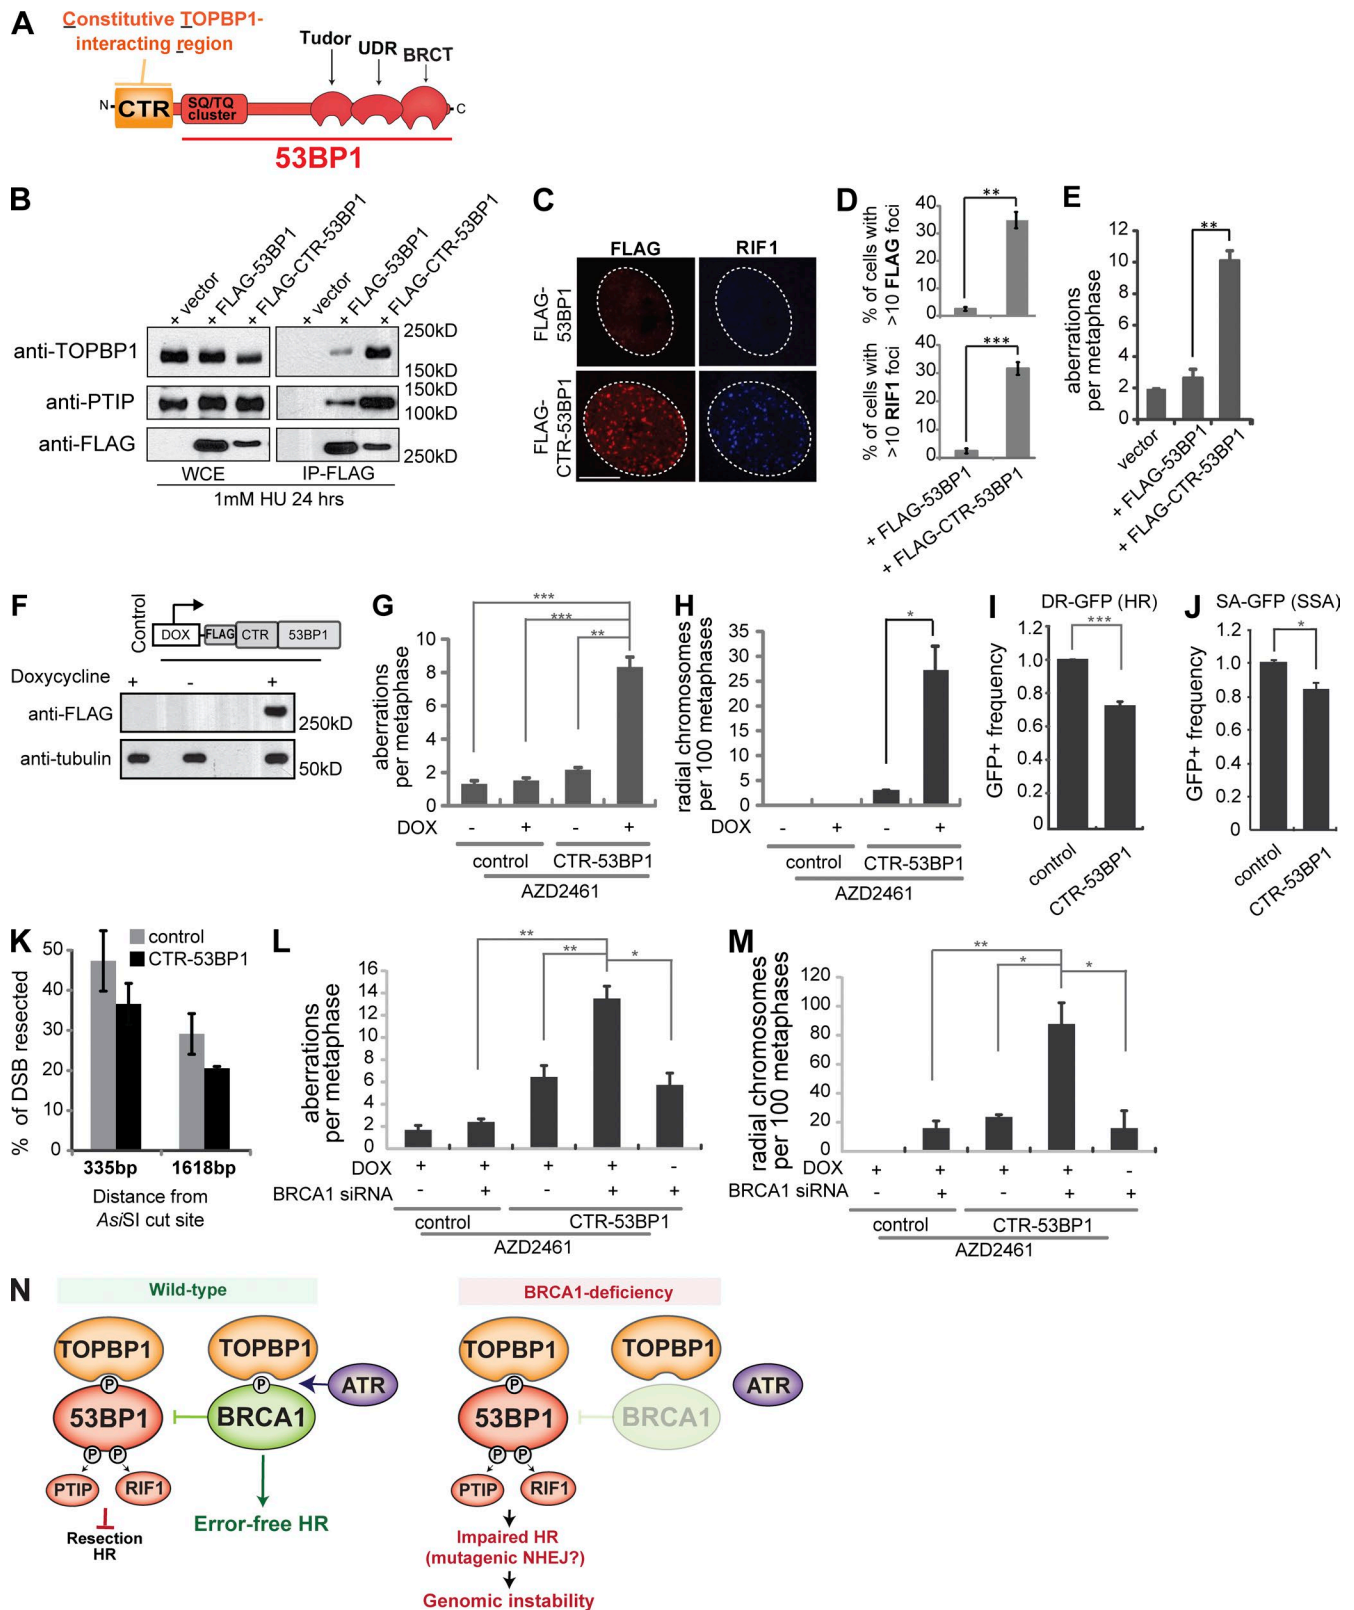 A
Constitutive TOPBP1-
interacting region
Tudor
UDR
BRCT
N
CTR
SQ/TQ
cluster
C
53BP1
B
+ vector
+ FLAG-53BP1
+ FLAG-CTR-53BP1
+ vector
+ FLAG-53BP1
+ FLAG-CTR-53BP1
anti-TOPBP1
250kD
150kD
anti-PTIP
150kD
100kD
anti-FLAG
250kD
WCE
IP-FLAG
1mM HU 24 hrs
C
FLAG
RIF1
FLAG-
53BP1
FLAG-
CTR-53BP1
D
% of cells with
>10 FLAG foci
40
30
20
10
0
**
% of cells with
>10 RIF1 foci
40
30
20
10
0
***
+ FLAG-53BP1
+ FLAG-CTR-53BP1
E
aberrations
per metaphase
12
10
8
6
4
2
0
**
vector
+ FLAG-53BP1
+ FLAG-CTR-53BP1
F
Control
DOX
FLAG
CTR
53BP1
Doxycycline
+ - +
anti-FLAG
250kD
anti-tubulin
50kD
G
aberrations
per metaphase
10
8
6
4
2
0
***
***
**
DOX - + - +
control CTR-53BP1
AZD2461
H
radial chromosomes
per 100 metaphases
35
30
25
20
15
10
5
0
*
DOX - + - +
control CTR-53BP1
AZD2461
I
DR-GFP (HR)
GFP+ frequency
1.2
1.0
0.8
0.6
0.4
0.2
0
***
control
CTR-53BP1
J
SA-GFP (SSA)
GFP+ frequency
1.2
1.0
0.8
0.6
0.4
0.2
0
*
control
CTR-53BP1
K
control
CTR-53BP1
% of DSB resected
50
40
30
20
10
0
335bp 1618bp
Distance from
AsiSI cut site
L
aberrations
per metaphase
16
14
12
10
8
6
4
2
0
**
**
*
DOX + + + + -
BRCA1 siRNA - + - + +
control CTR-53BP1
AZD2461
M
radial chromosomes
per 100 metaphases
120
100
80
60
40
20
0
**
*
*
DOX + + + + -
BRCA1 siRNA - + - + +
control CTR-53BP1
AZD2461
N
Wild-type
TOPBP1
TOPBP1
P
P
ATR
53BP1
BRCA1
P P
PTIP
RIF1
Resection
HR
Error-free HR
BRCA1-deficiency
TOPBP1
TOPBP1
P
ATR
53BP1
BRCA1
P P
PTIP
RIF1
Impaired HR
(mutagenic NHEJ?)
Genomic instability